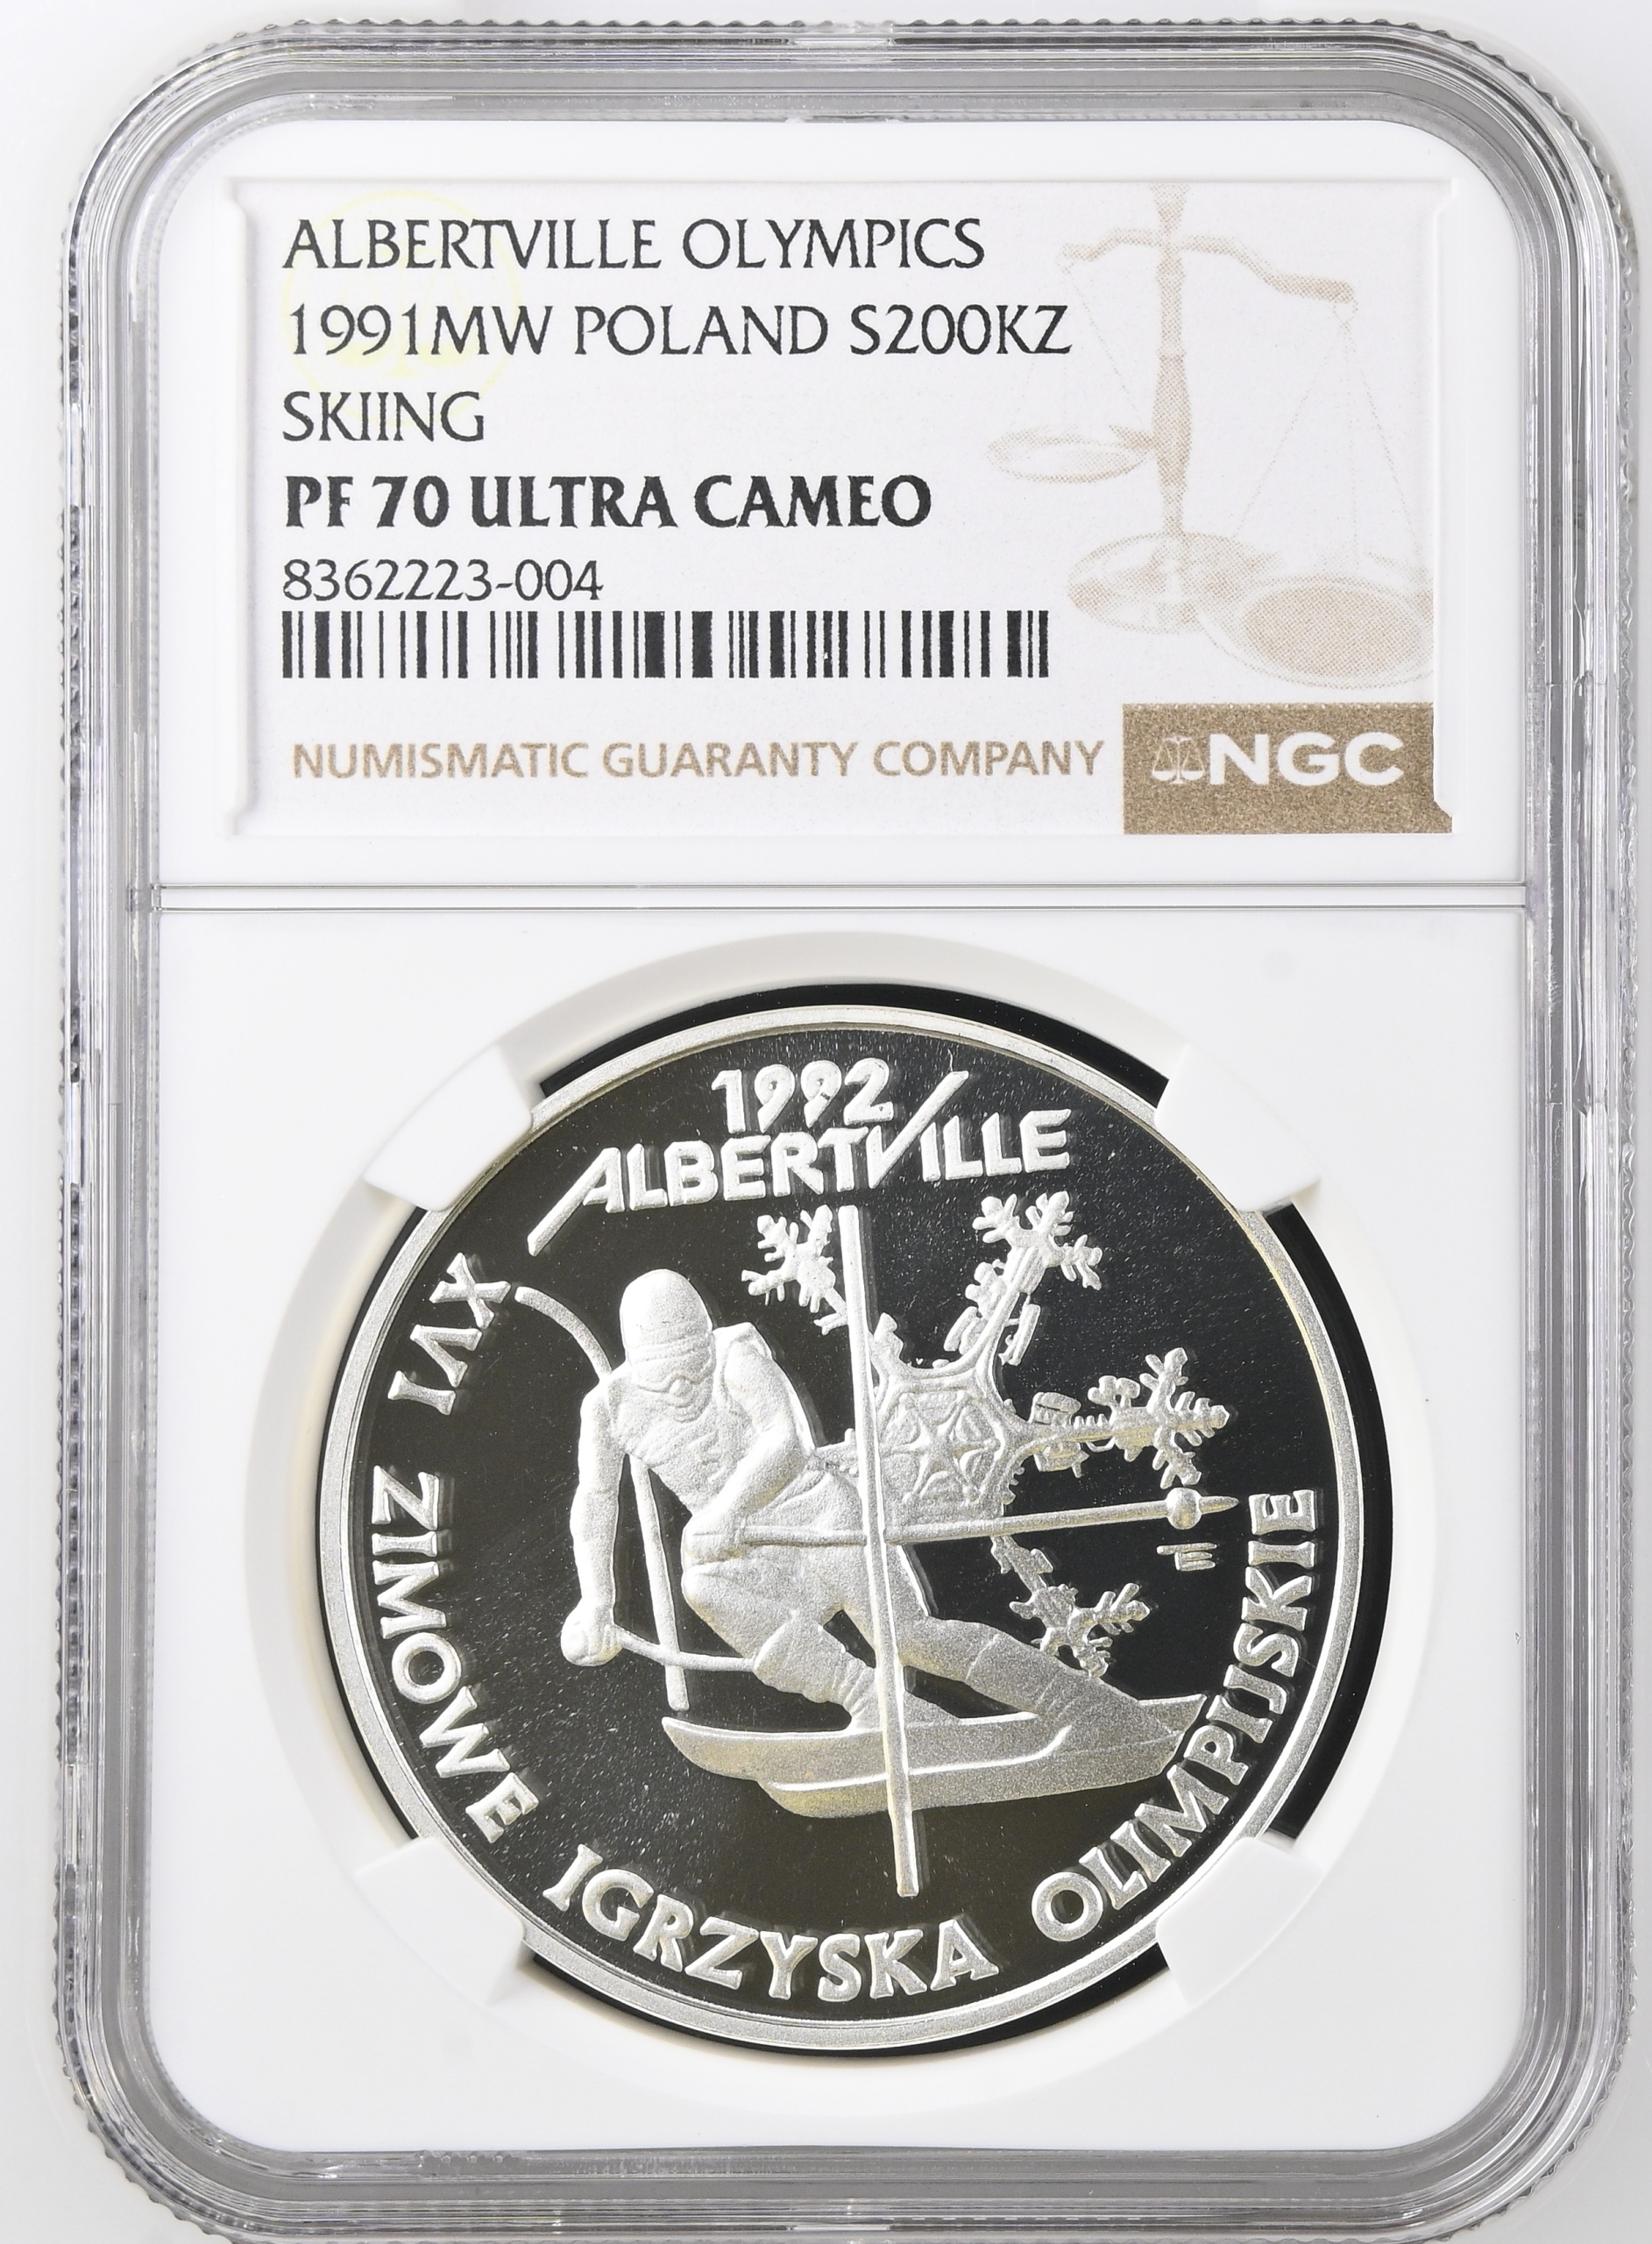 ALBERTVILLE OLYMPICS
1991MW POLAND S200KZ
SKIING
PF 70 ULTRA CAMEO
8362223-004
NUMISMATIC GUARANTY COMPANY
NGC
1992
ALBERTVILLE
XVI ZIMOWE IGRZYSKA OLIMPIJSKIE